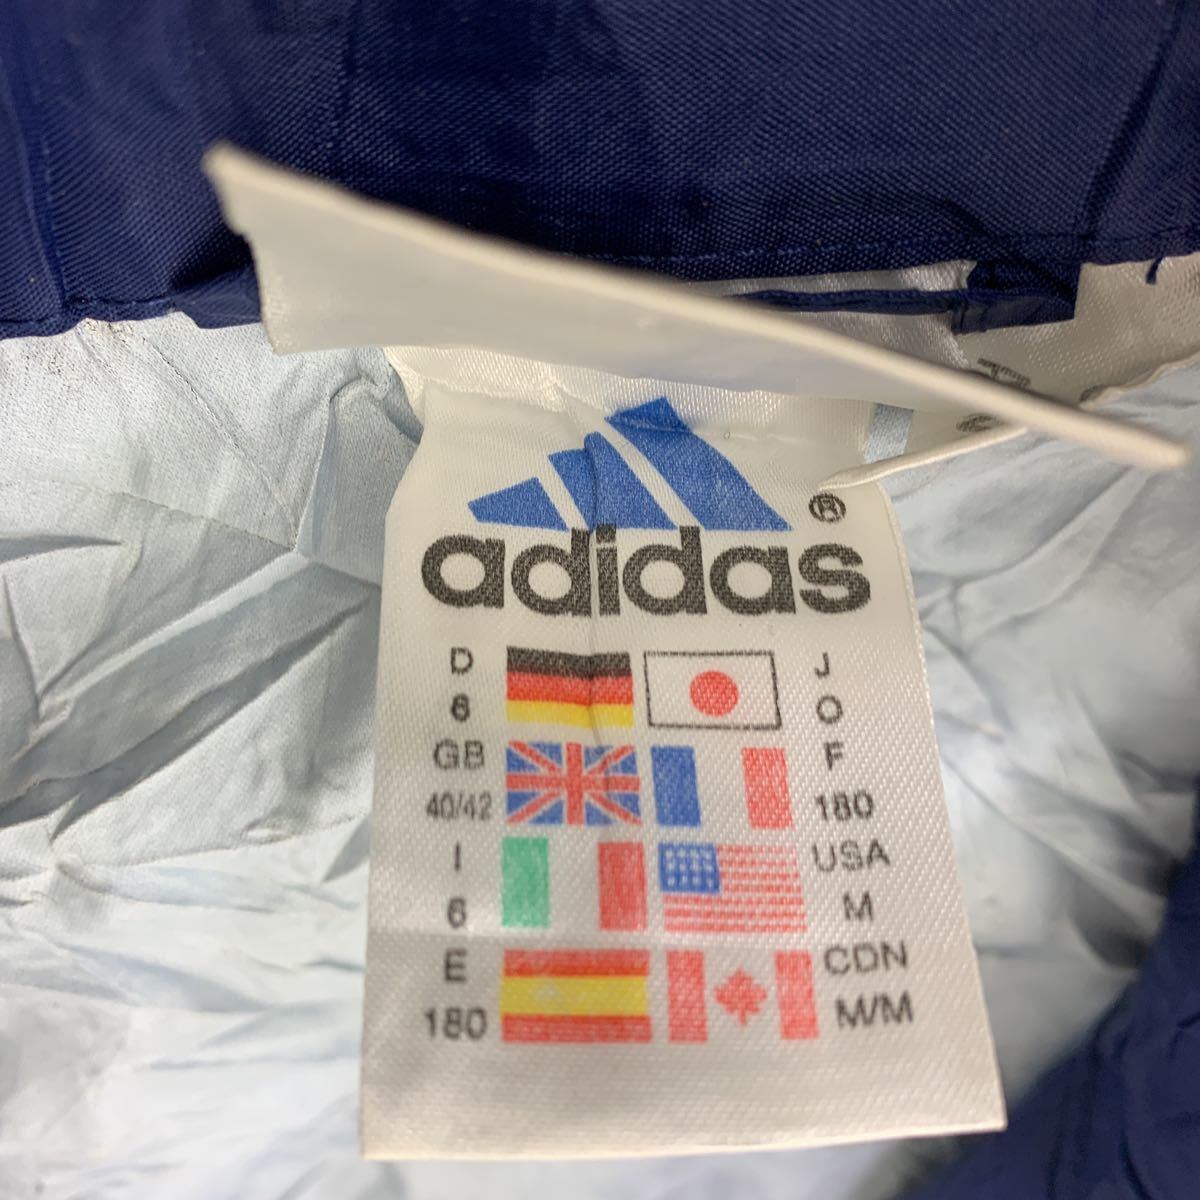 adidas ®
D J
6 O
GB F
40/42 180
I USA
6 M
E CDN
180 M/M